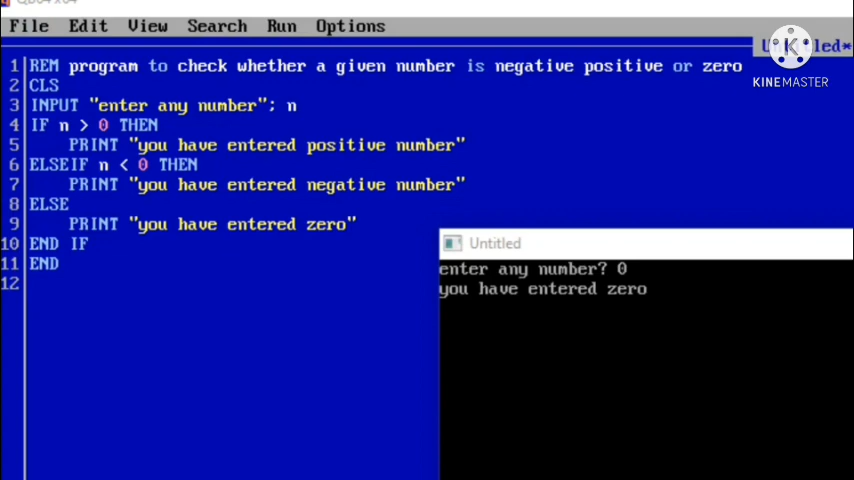 QB64 x64
File Edit View Search Run Options
Untitled*
KINEMASTER
1 REM program to check whether a given number is negative positive or zero
2 CLS
3 INPUT "enter any number"; n
4 IF n > 0 THEN
5 PRINT "you have entered positive number"
6 ELSEIF n < 0 THEN
7 PRINT "you have entered negative number"
8 ELSE
9 PRINT "you have entered zero"
10 END IF
11 END
12
Untitled
enter any number? 0
you have entered zero